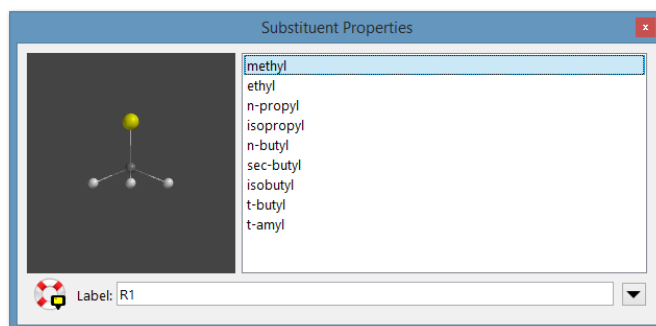 Substituent Properties
x
methyl
ethyl
n-propyl
isopropyl
n-butyl
sec-butyl
isobutyl
t-butyl
t-amyl
Label: R1